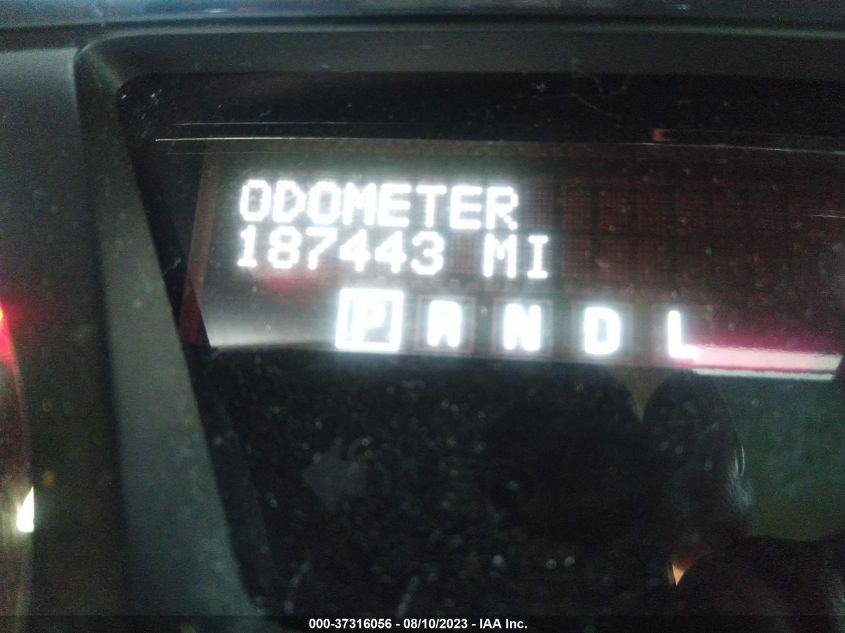 ODOMETER
187443 MI
P R N D L
000-37316056 - 08/10/2023 - IAA Inc.